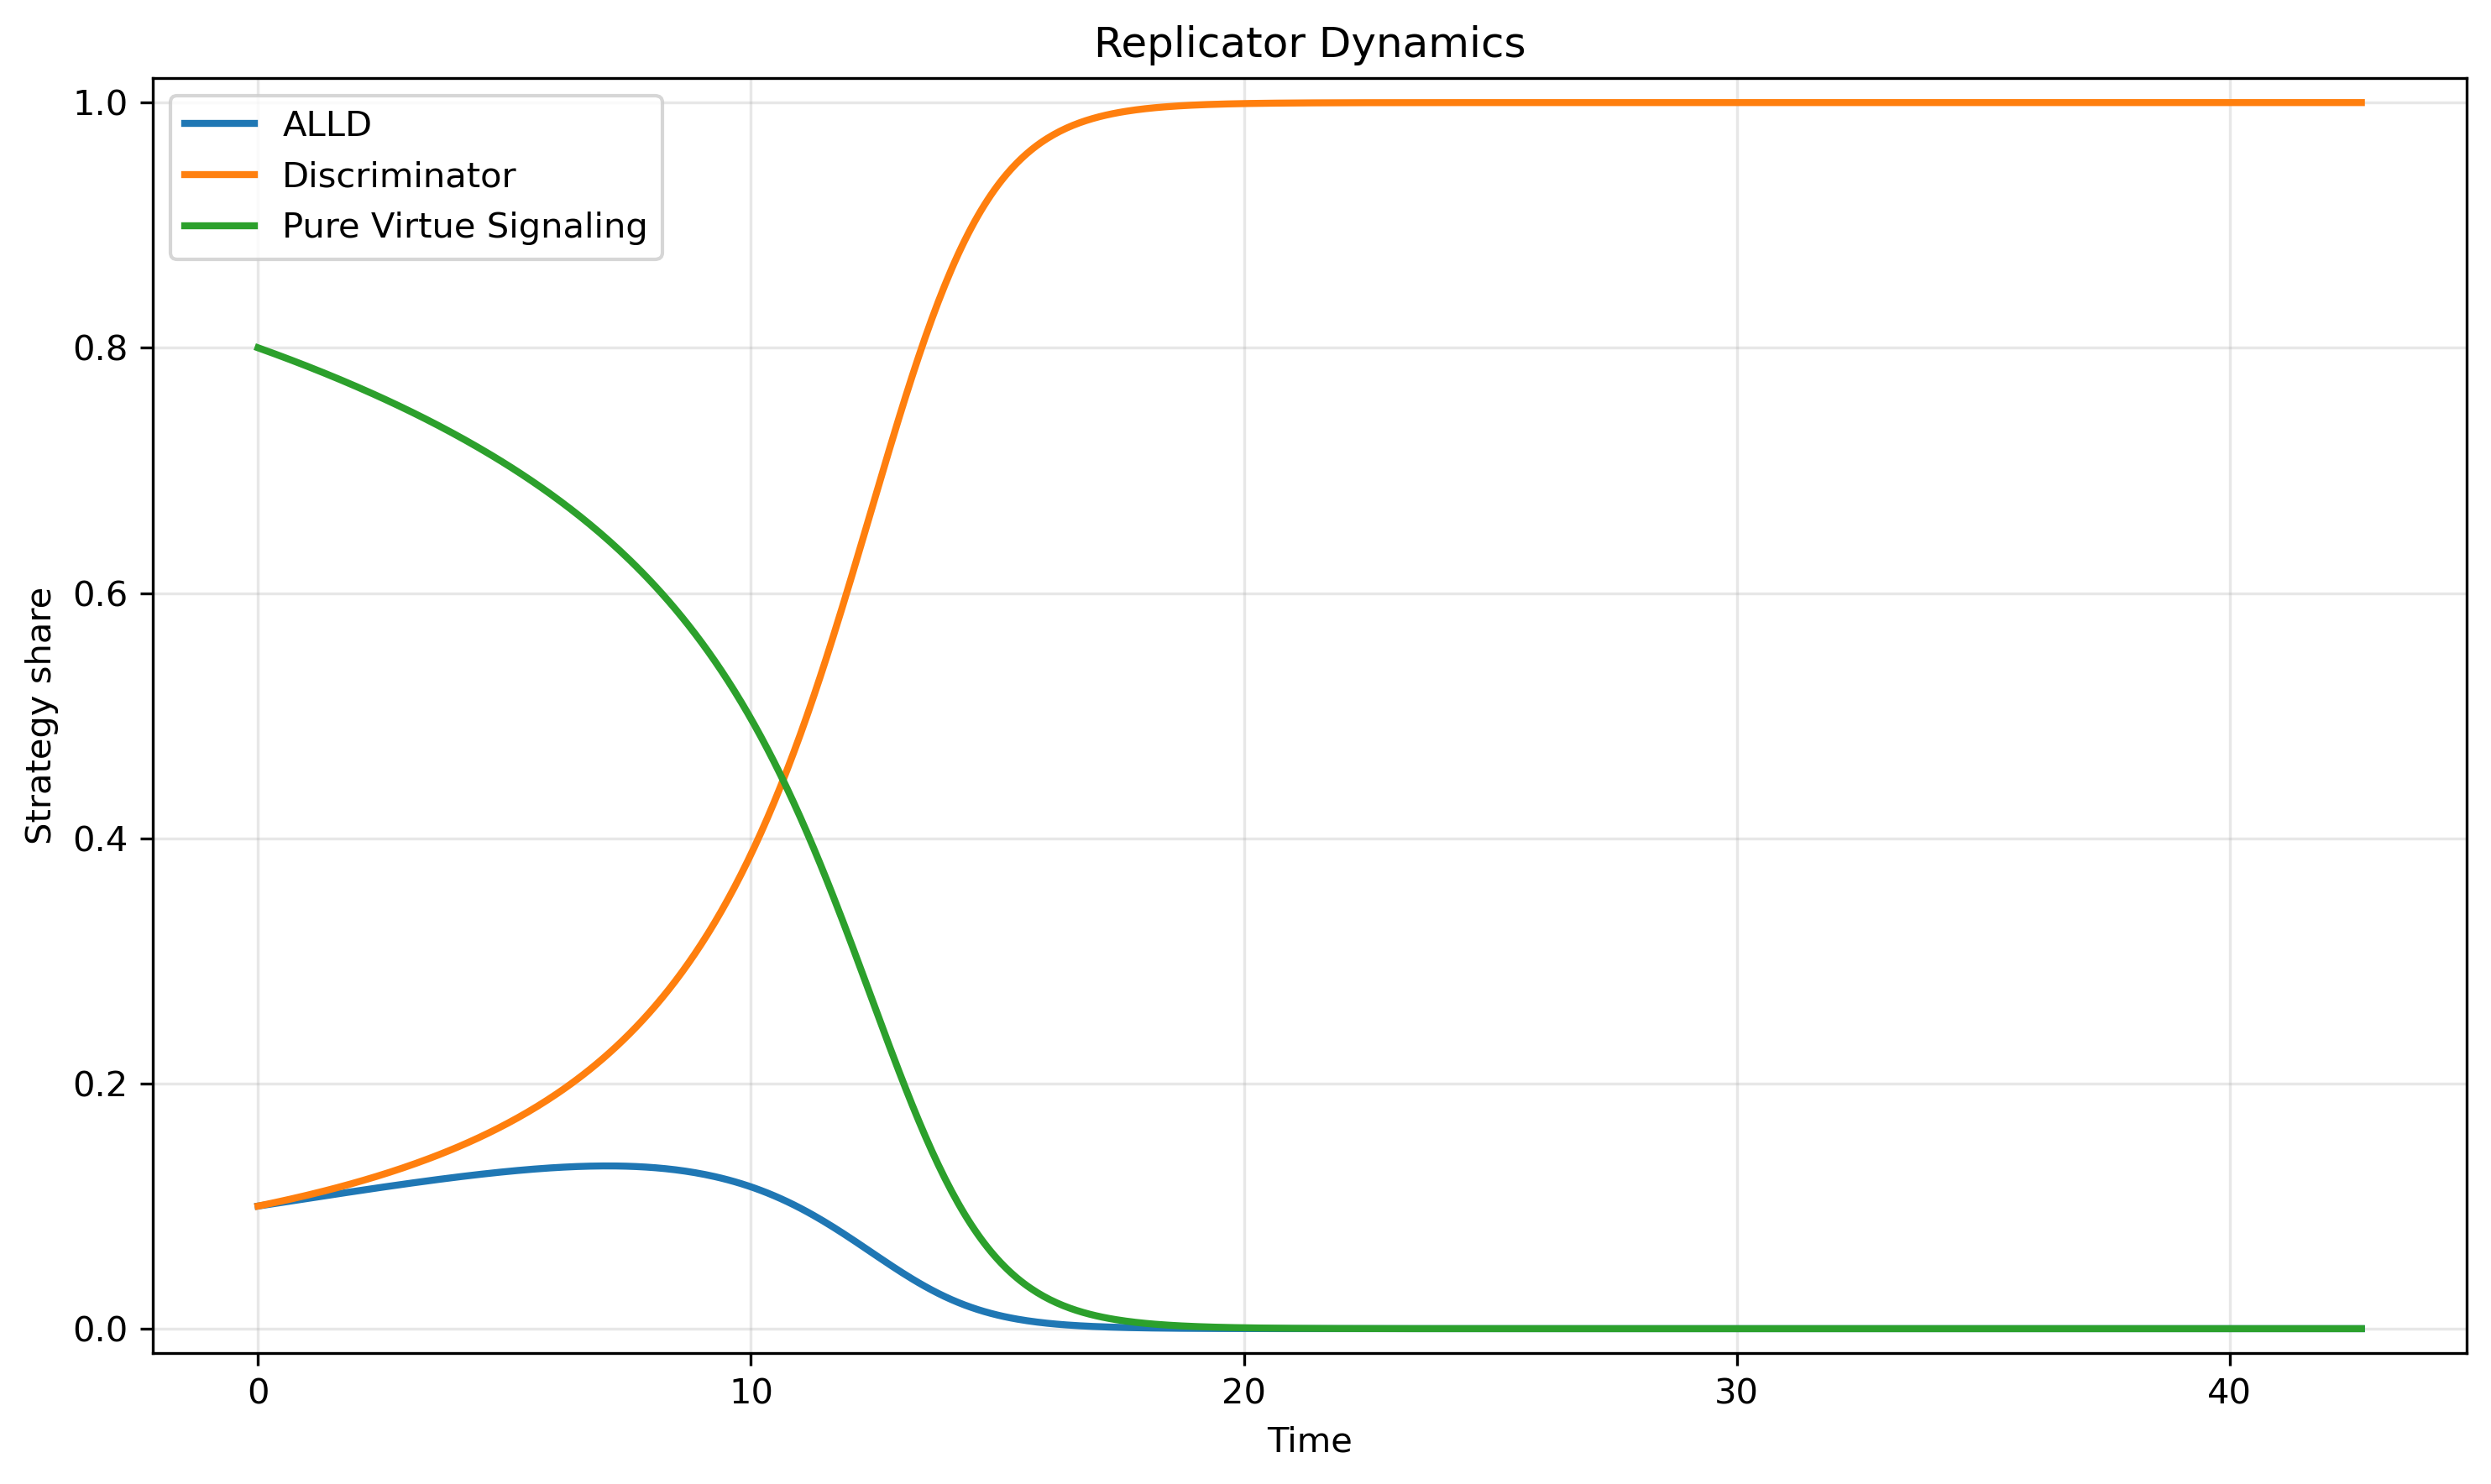 Replicator Dynamics
ALLD
Discriminator
Pure Virtue Signaling
Strategy share
1.0
0.8
0.6
0.4
0.2
0.0
0 10 20 30 40
Time